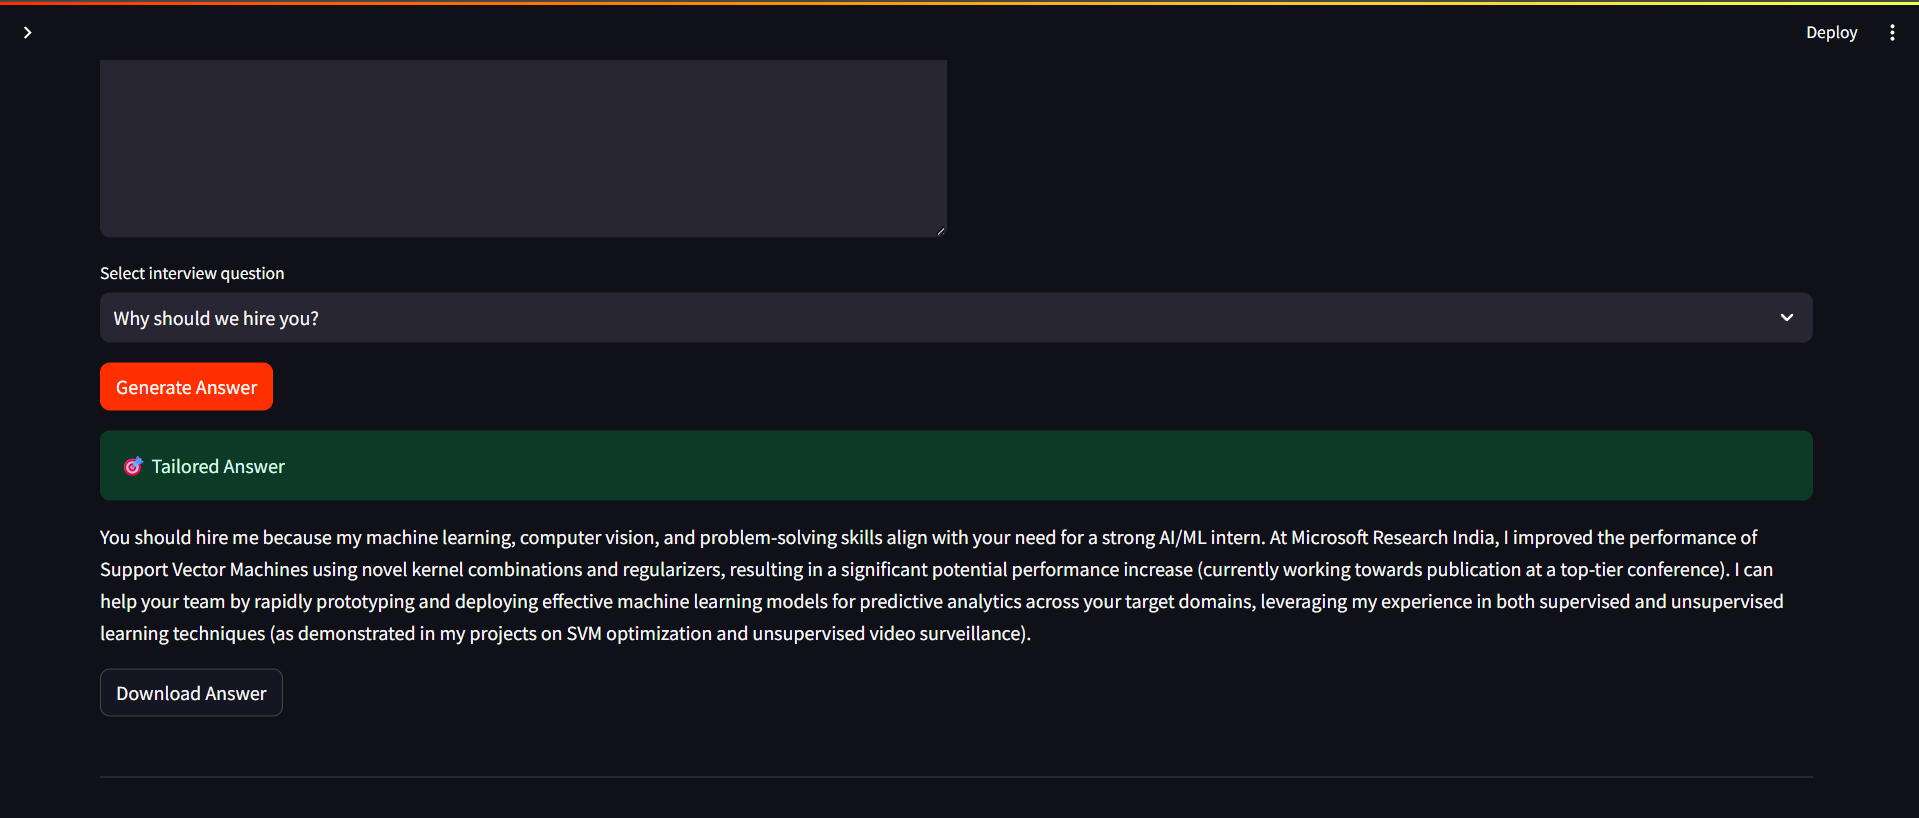 Deploy
Select interview question
Why should we hire you?
Generate Answer
🎯 Tailored Answer
You should hire me because my machine learning, computer vision, and problem-solving skills align with your need for a strong AI/ML intern. At Microsoft Research India, I improved the performance of
Support Vector Machines using novel kernel combinations and regularizers, resulting in a significant potential performance increase (currently working towards publication at a top-tier conference). I can
help your team by rapidly prototyping and deploying effective machine learning models for predictive analytics across your target domains, leveraging my experience in both supervised and unsupervised
learning techniques (as demonstrated in my projects on SVM optimization and unsupervised video surveillance).
Download Answer